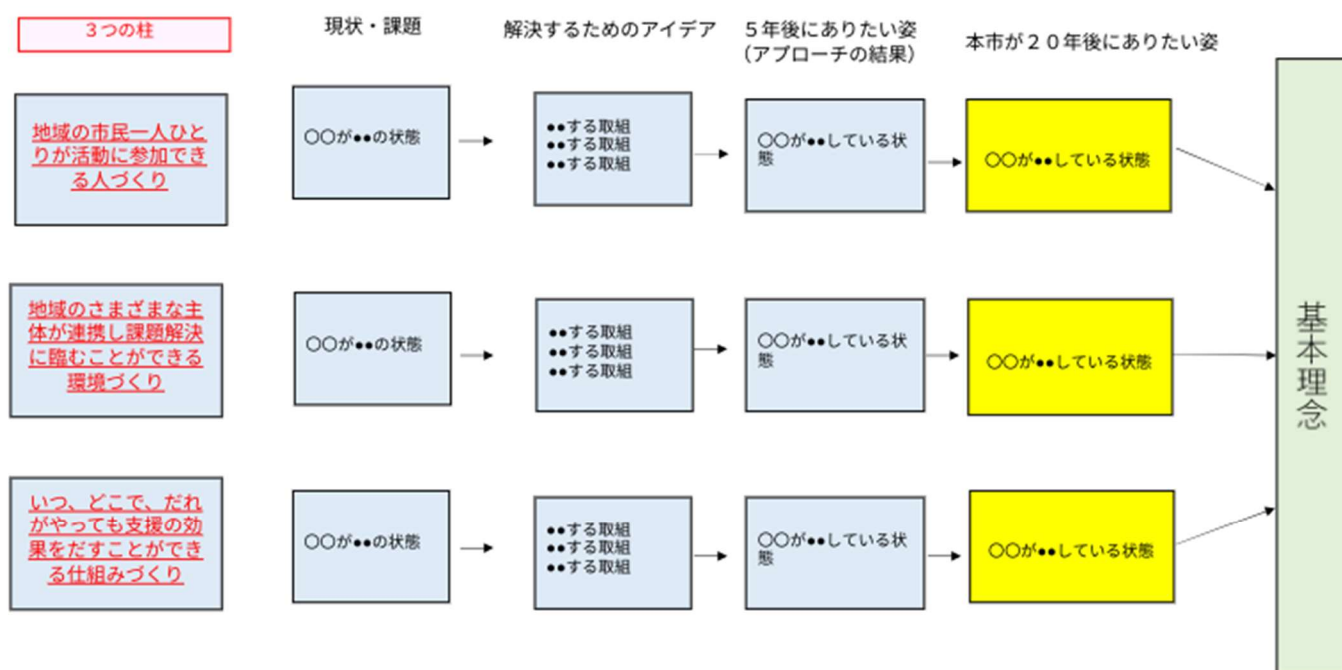 ３つの柱
現状・課題
解決するためのアイデア
５年後にありたい姿
（アプローチの結果）
本市が２０年後にありたい姿
地域の市民一人ひと
りが活動に参加でき
る人づくり
〇〇が●●の状態
●●する取組
●●する取組
●●する取組
〇〇が●●している状
態
〇〇が●●している状態
地域のさまざまな主
体が連携し課題解決
に臨むことができる
環境づくり
〇〇が●●の状態
●●する取組
●●する取組
●●する取組
〇〇が●●している状
態
〇〇が●●している状態
いつ、どこで、だれ
がやっても支援の効
果をだすことができ
る仕組みづくり
〇〇が●●の状態
●●する取組
●●する取組
●●する取組
〇〇が●●している状
態
〇〇が●●している状態
基本理念